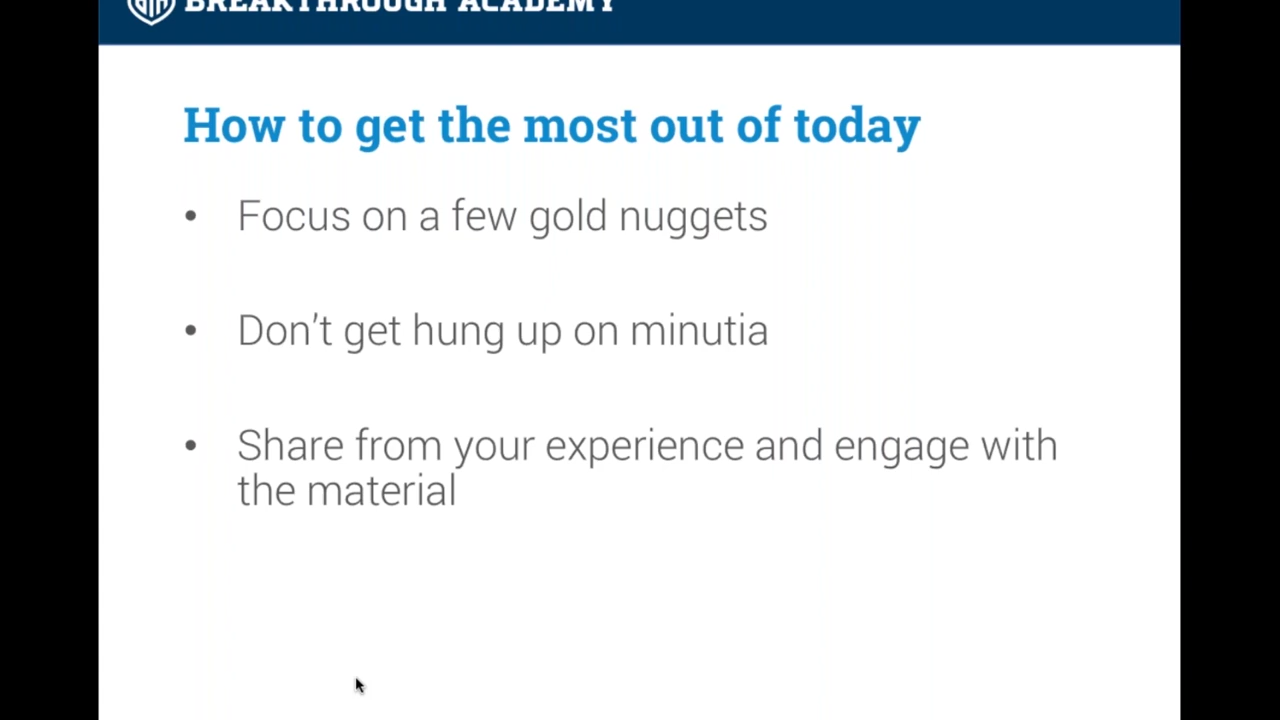 BREAKTHROUGH ACADEMY
How to get the most out of today
• Focus on a few gold nuggets
• Don't get hung up on minutia
• Share from your experience and engage with
the material